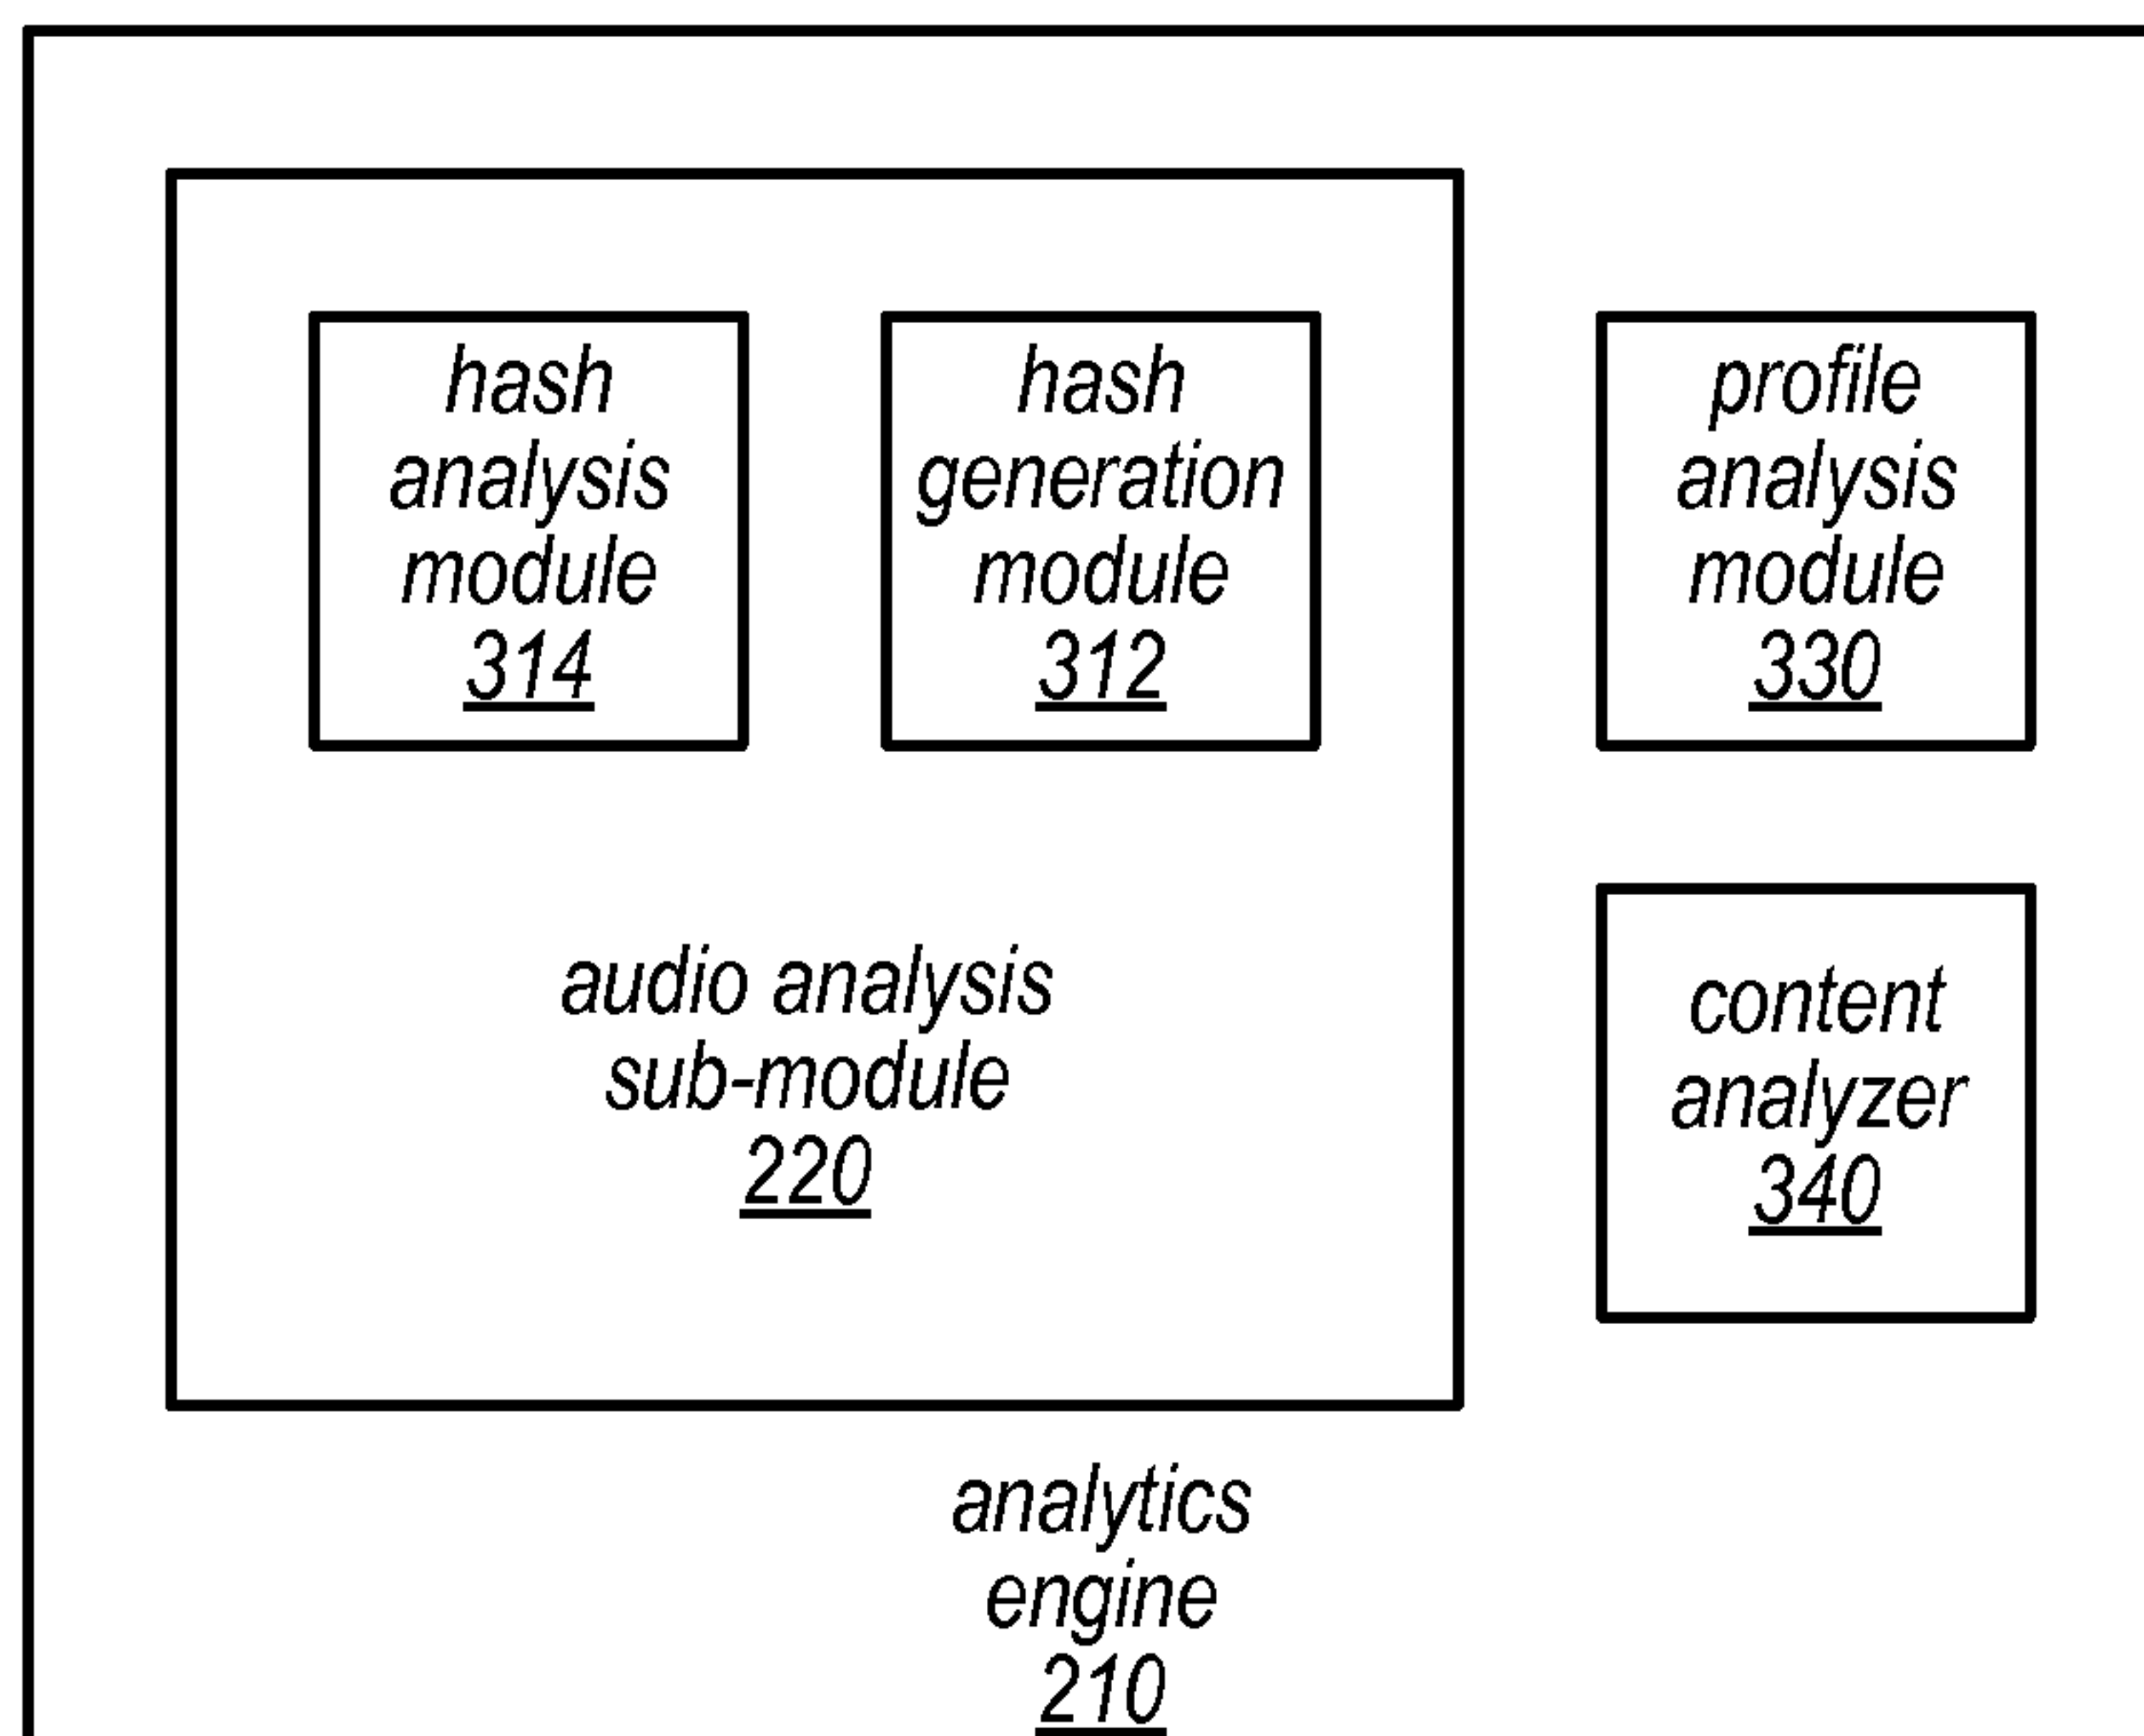 hash
analysis
module
314
hash
generation
module
312
profile
analysis
module
330
audio analysis
sub-module
220
content
analyzer
340
analytics
engine
210